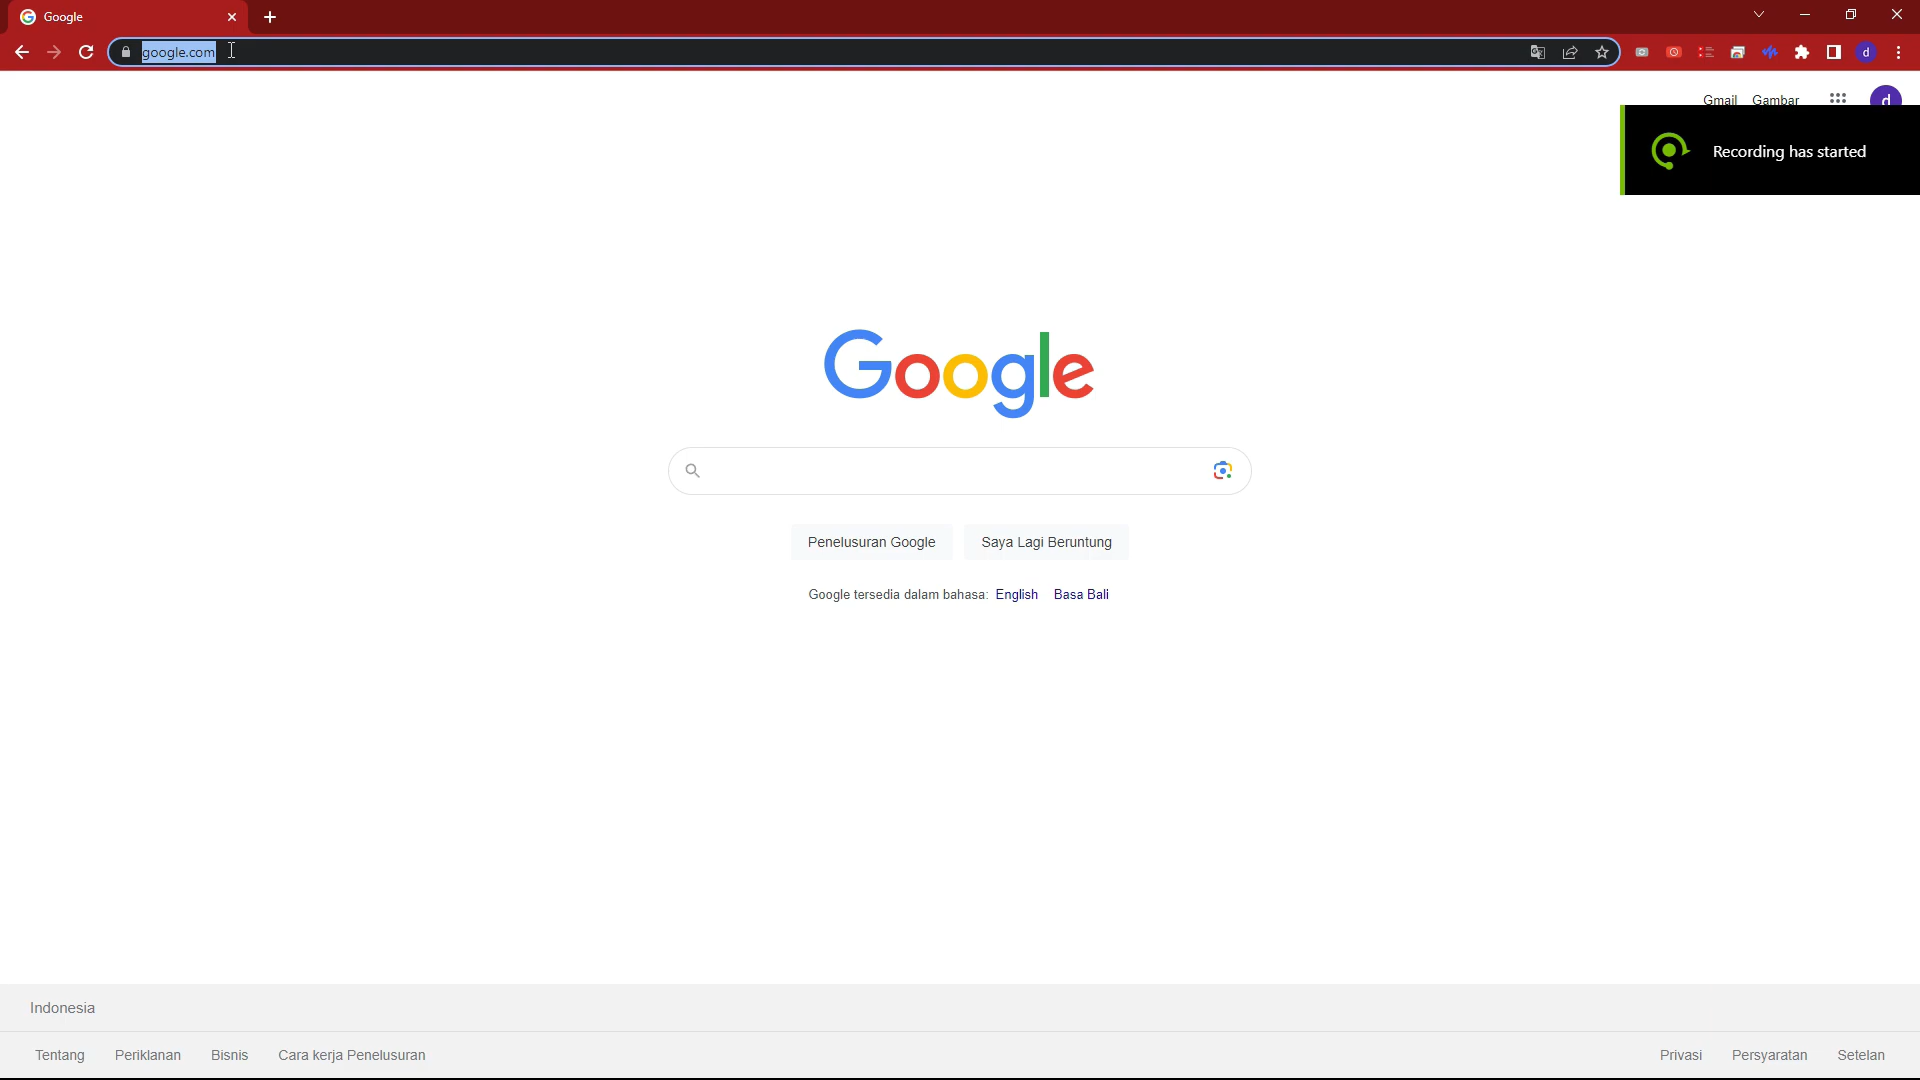 Google
google.com
d
Gmail Gambar
d
Recording has started
Google
Penelusuran Google Saya Lagi Beruntung
Google tersedia dalam bahasa: English Basa Bali
Indonesia
Tentang Periklanan Bisnis Cara kerja Penelusuran Privasi Persyaratan Setelan